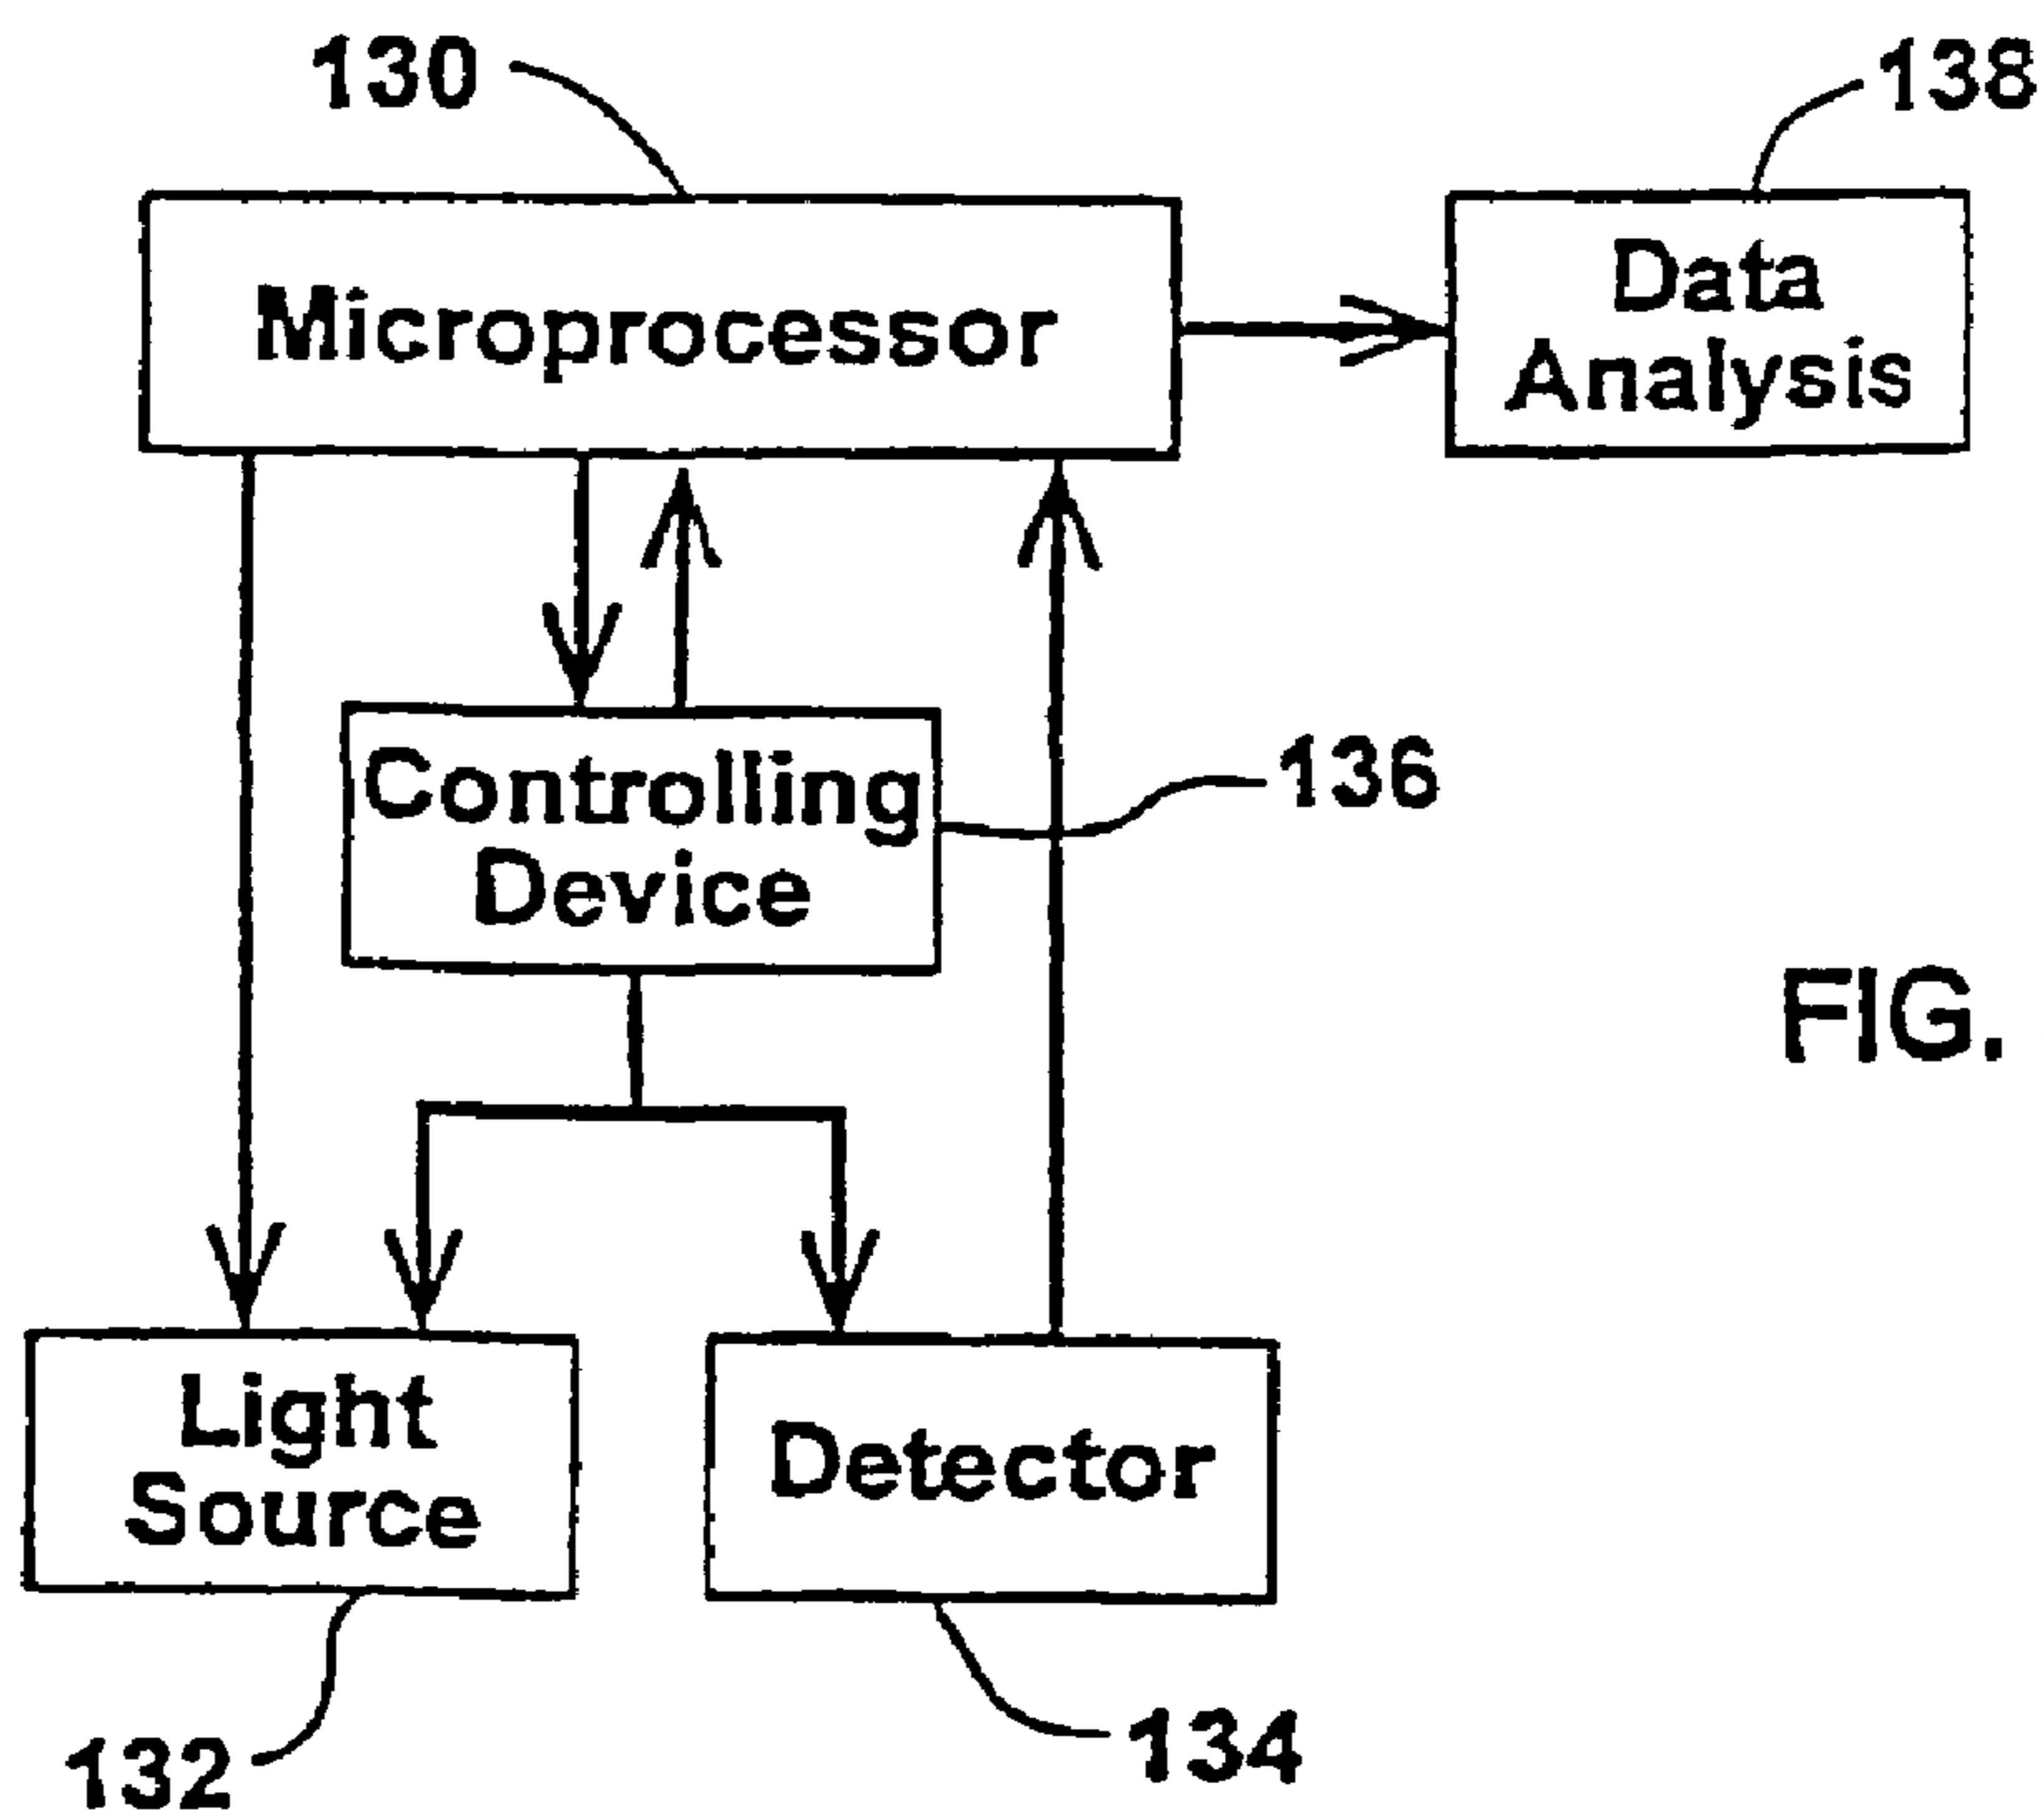 130
138
Microprocessor
Data
Analysis
Controlling
Device
136
FIG.
Light
Source
Detector
132
134